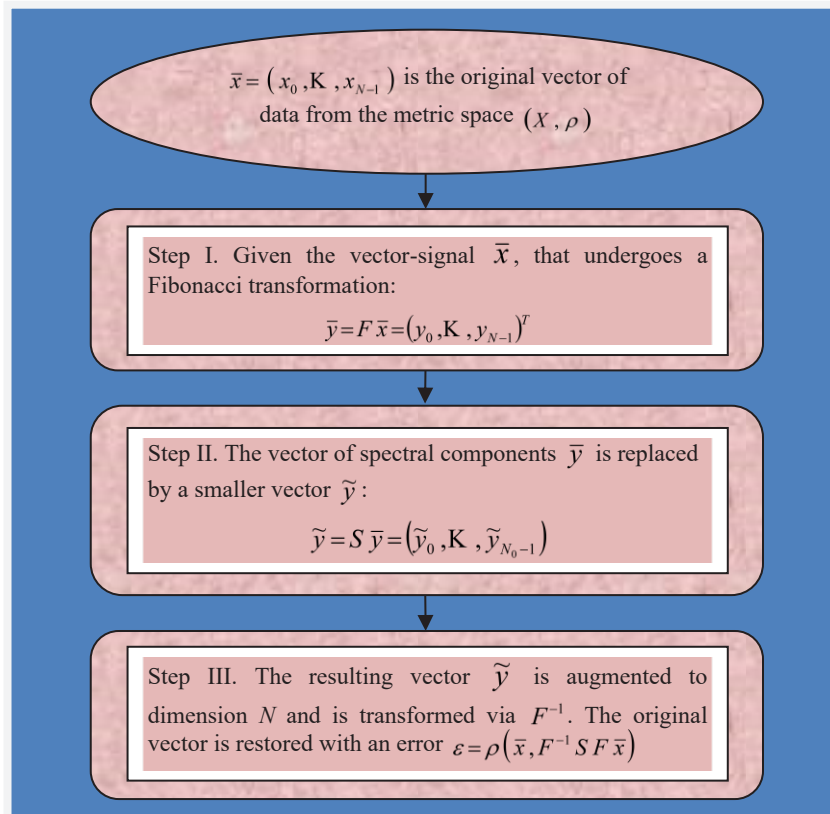 x̄ = (x₀ ,K , x_{N−1}) is the original vector of
data from the metric space (X , ρ)
Step I. Given the vector-signal x̄, that undergoes a
Fibonacci transformation:
ȳ = F x̄ = (y₀ ,K , y_{N−1})ᵀ
Step II. The vector of spectral components ȳ is replaced
by a smaller vector ỹ :
ỹ = S ȳ = (ỹ₀ ,K , ỹ_{N₀−1})
Step III. The resulting vector ỹ is augmented to
dimension N and is transformed via F⁻¹. The original
vector is restored with an error ε = ρ(x̄, F⁻¹ S F x̄)